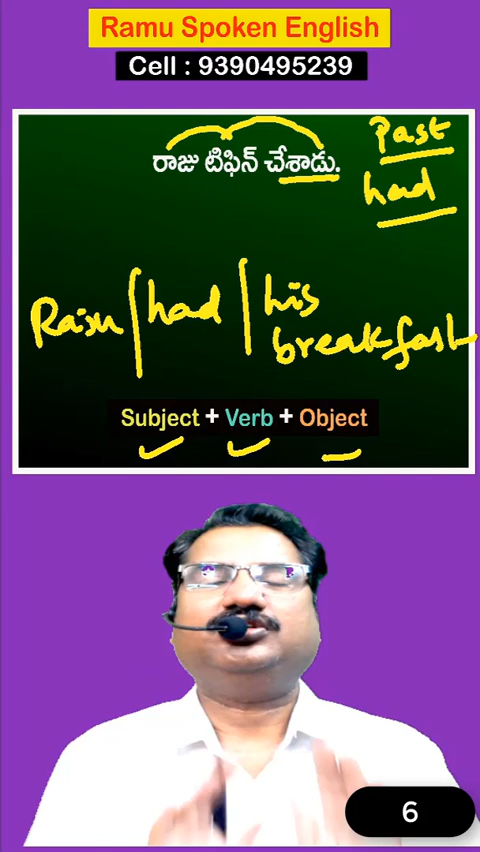 Ramu Spoken English
Cell : 9390495239
రాజు టిఫిన్ చేశాడు.
Past
had
Raju had his
breakfast
Subject + Verb + Object
6